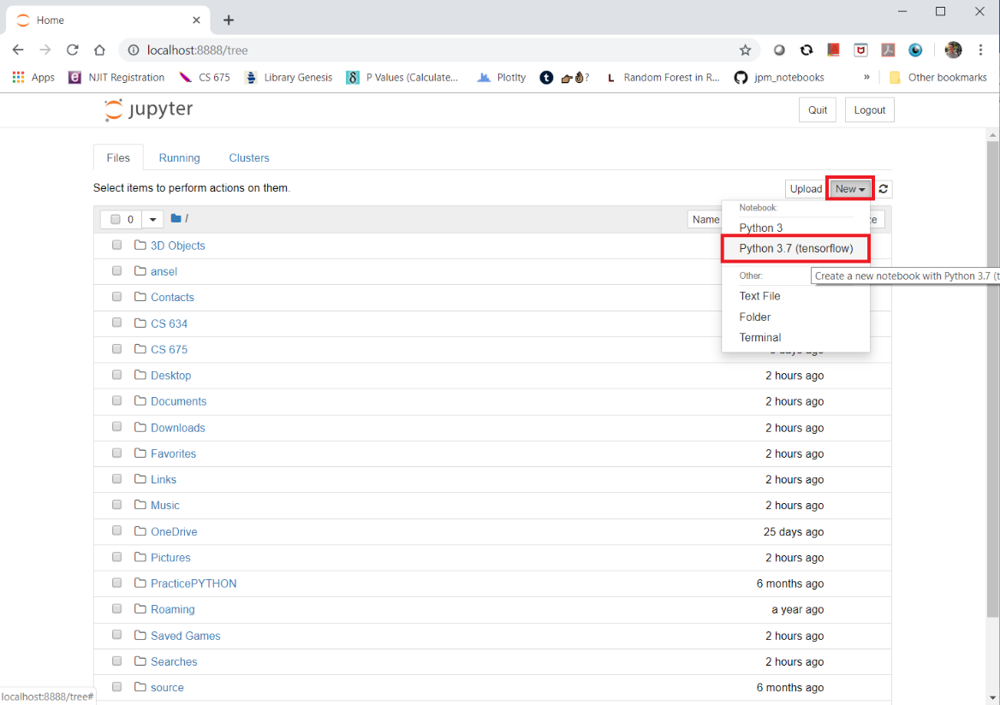 Home
localhost:8888/tree
Apps NJIT Registration CS 675 Library Genesis P Values (Calculate... Plotlty ? Random Forest in R... jpm_notebooks » Other bookmarks
jupyter Quit Logout
Files Running Clusters
Select items to perform actions on them. Upload New
0 / Name
Notebook:
Python 3
Python 3.7 (tensorflow)
Other:
Create a new notebook with Python 3.7 (t
Text File
Folder
Terminal
3D Objects
ansel
Contacts
CS 634
CS 675
Desktop 2 hours ago
Documents 2 hours ago
Downloads 2 hours ago
Favorites 2 hours ago
Links 2 hours ago
Music 2 hours ago
OneDrive 25 days ago
Pictures 2 hours ago
PracticePYTHON 6 months ago
Roaming a year ago
Saved Games 2 hours ago
Searches 2 hours ago
source 6 months ago
localhost:8888/tree#